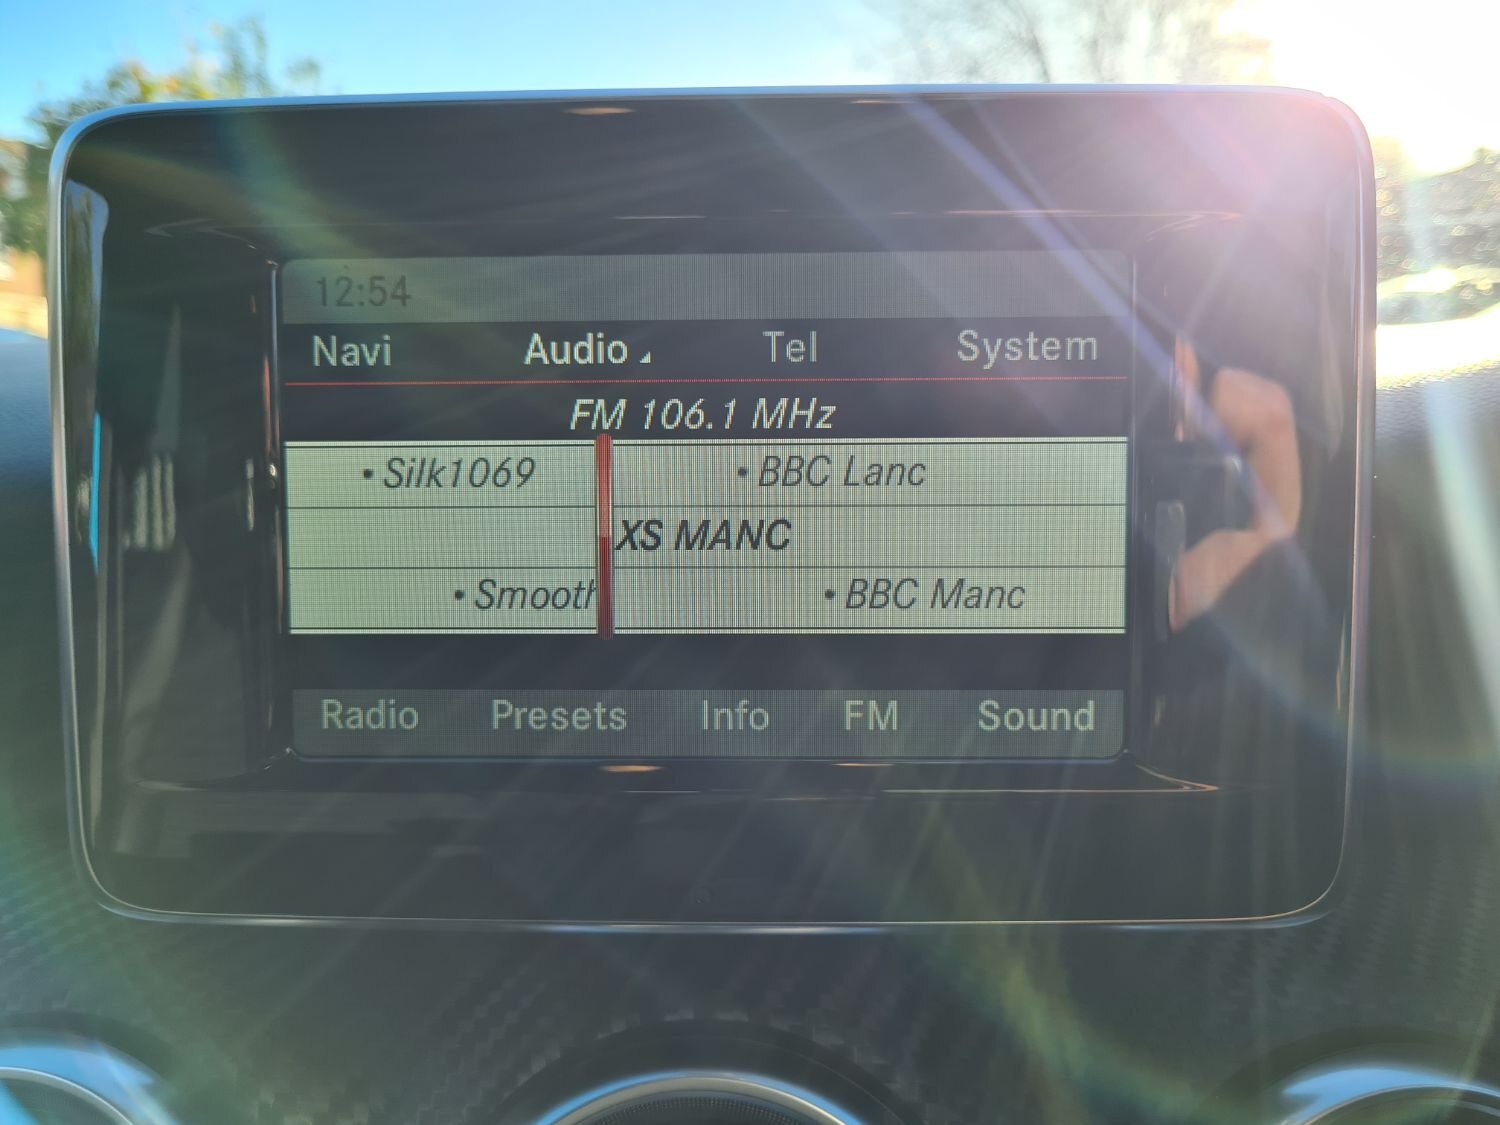 12:54
Navi Audio Tel System
FM 106.1 MHz
•Silk1069 •BBC Lanc
XS MANC
•Smooth •BBC Manc
Radio Presets Info FM Sound